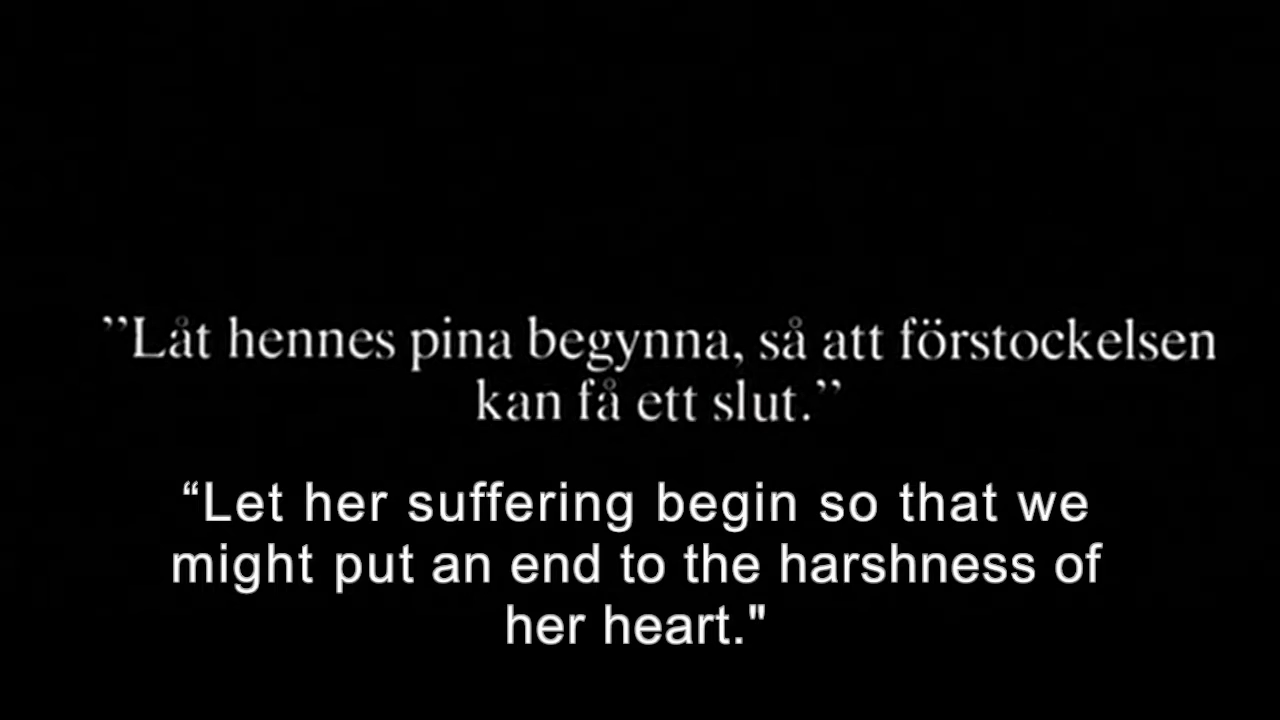 ”Låt hennes pina begynna, så att förstockelsen
kan få ett slut.”
“Let her suffering begin so that we
might put an end to the harshness of
her heart."